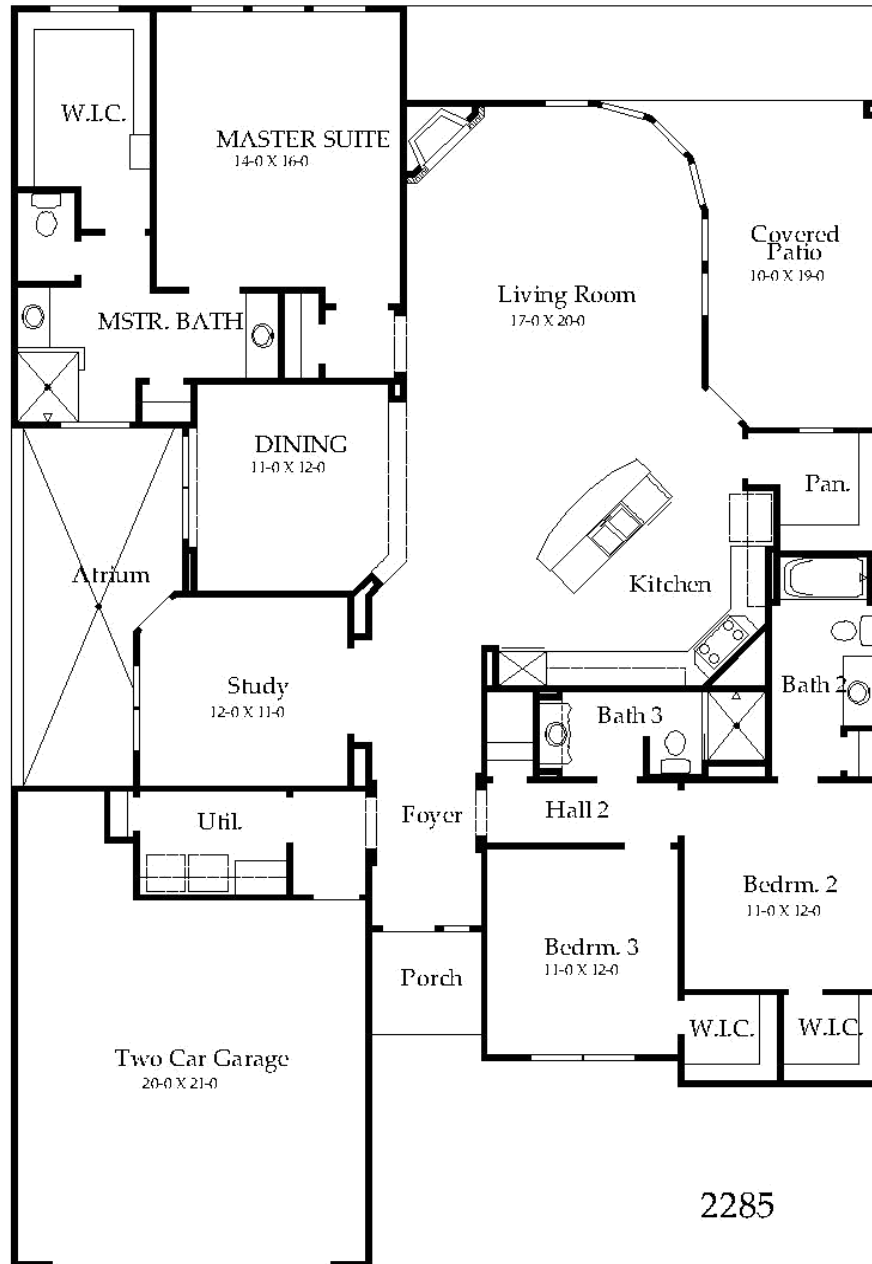 W.I.C.
MASTER SUITE
14-0 X 16-0
Covered
Patio
10-0 X 19-0
Living Room
17-0 X 20-0
MSTR. BATH
DINING
11-0 X 12-0
Pan.
Atrium
Kitchen
Study
12-0 X 11-0
Bath 2
Bath 3
Util.
Foyer
Hall 2
Bedrm. 2
11-0 X 12-0
Bedrm. 3
11-0 X 12-0
Porch
W.I.C.
W.I.C.
Two Car Garage
20-0 X 21-0
2285